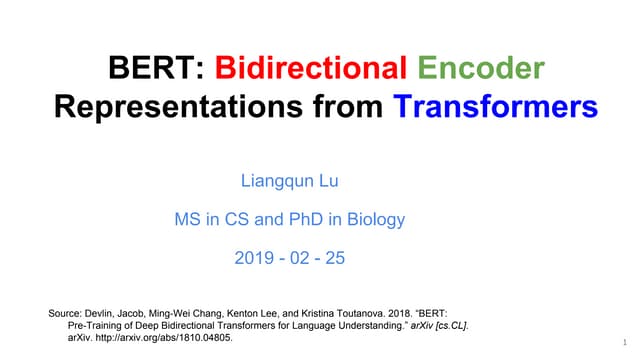 BERT: Bidirectional Encoder
Representations from Transformers
Liangqun Lu
MS in CS and PhD in Biology
2019 - 02 - 25
Source: Devlin, Jacob, Ming-Wei Chang, Kenton Lee, and Kristina Toutanova. 2018. “BERT:
Pre-Training of Deep Bidirectional Transformers for Language Understanding.” arXiv [cs.CL].
arXiv. http://arxiv.org/abs/1810.04805.
1